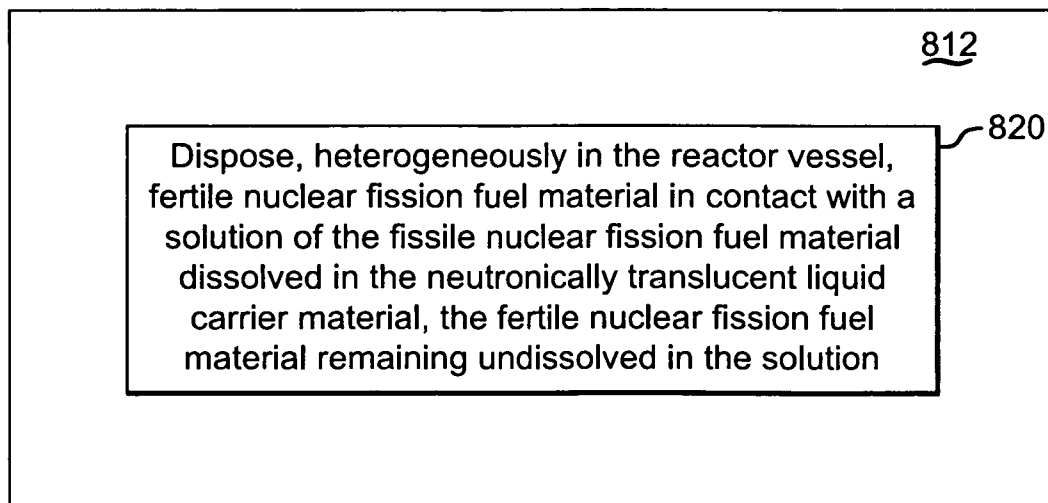 812
820
Dispose, heterogeneously in the reactor vessel,
fertile nuclear fission fuel material in contact with a
solution of the fissile nuclear fission fuel material
dissolved in the neutronically translucent liquid
carrier material, the fertile nuclear fission fuel
material remaining undissolved in the solution